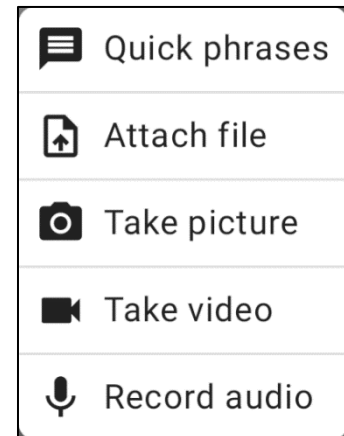 Quick phrases
Attach file
Take picture
Take video
Record audio